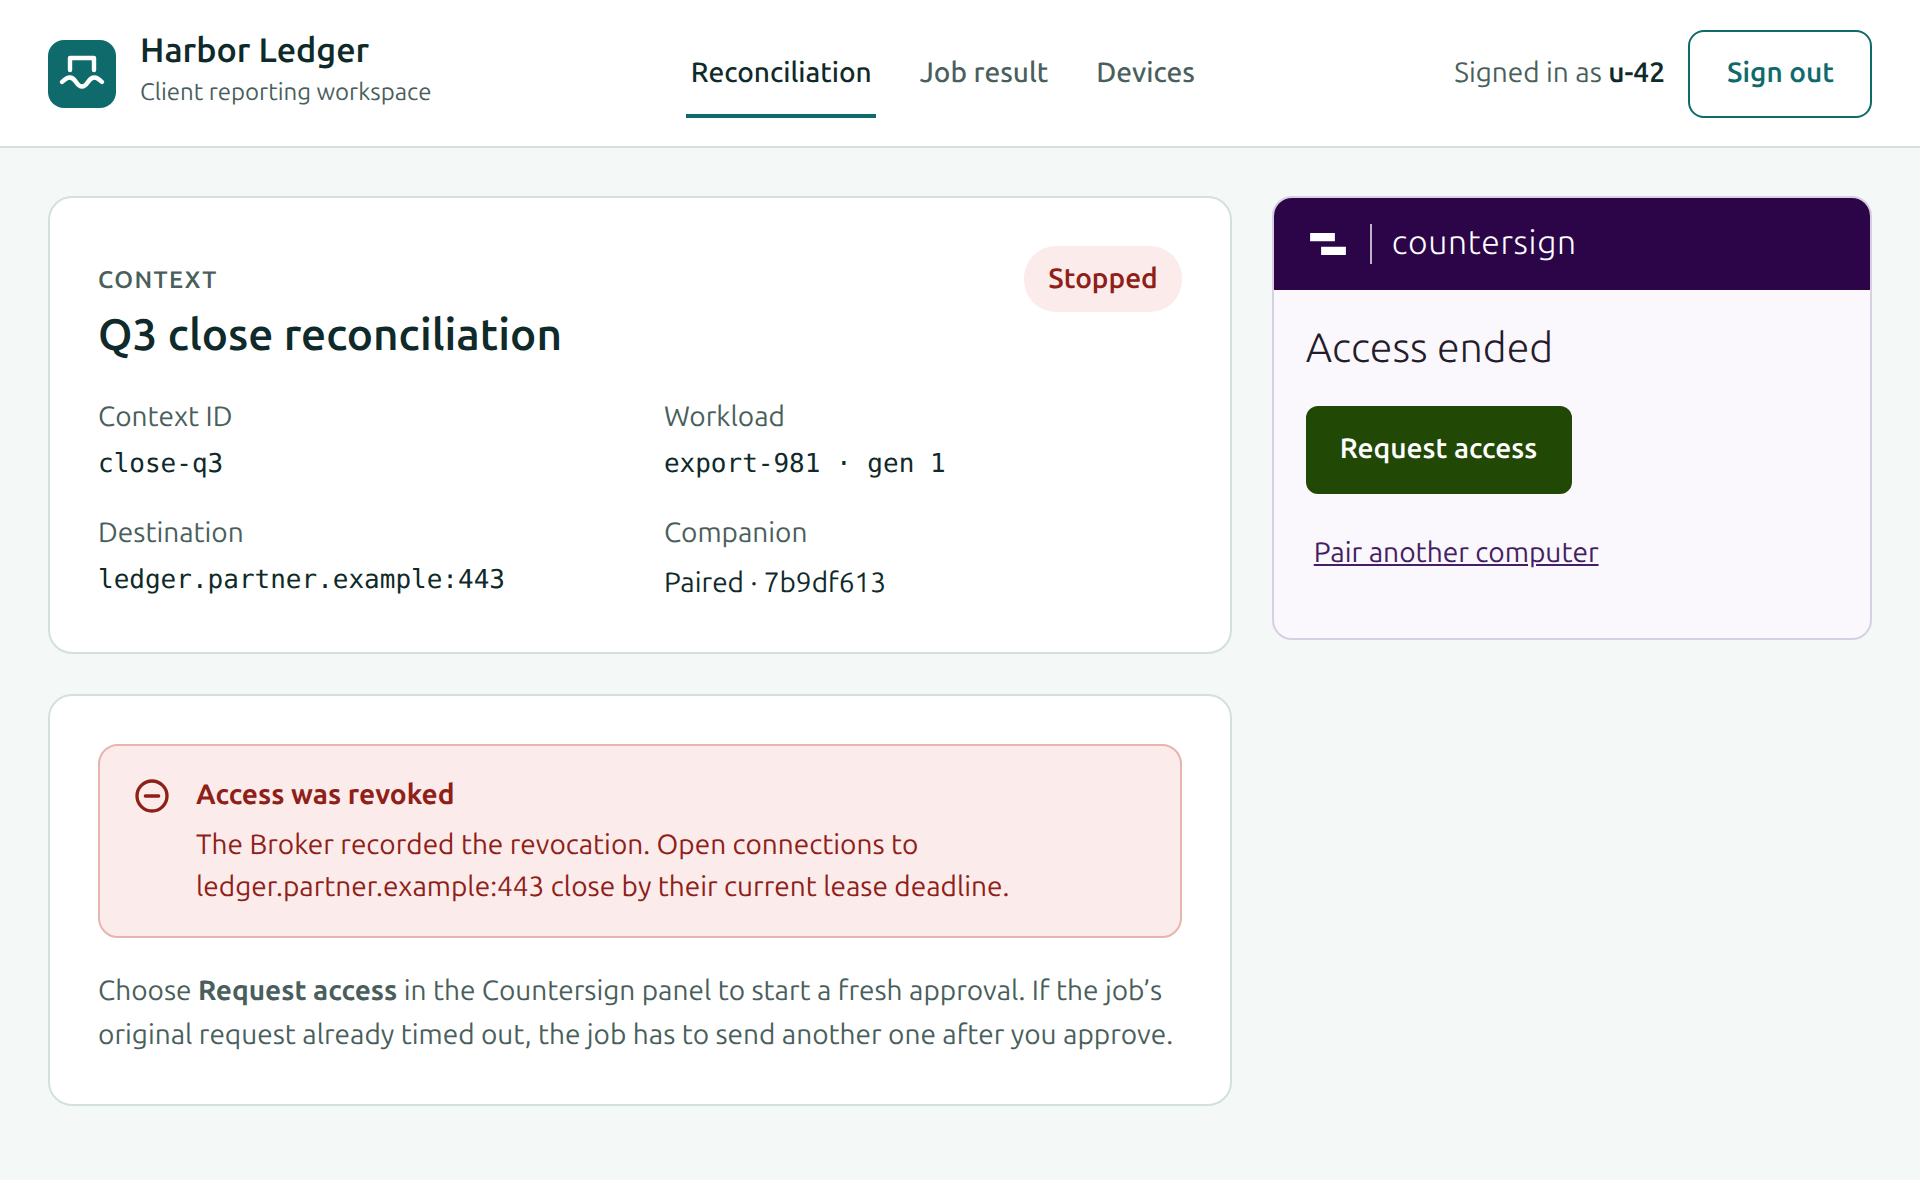 Harbor Ledger
Client reporting workspace
Reconciliation
Job result
Devices
Signed in as u-42
Sign out
CONTEXT
Stopped
Q3 close reconciliation
Context ID
close-q3
Workload
export-981 · gen 1
Destination
ledger.partner.example:443
Companion
Paired · 7b9df613
countersign
Access ended
Request access
Pair another computer
Access was revoked
The Broker recorded the revocation. Open connections to
ledger.partner.example:443 close by their current lease deadline.
Choose Request access in the Countersign panel to start a fresh approval. If the job’s
original request already timed out, the job has to send another one after you approve.